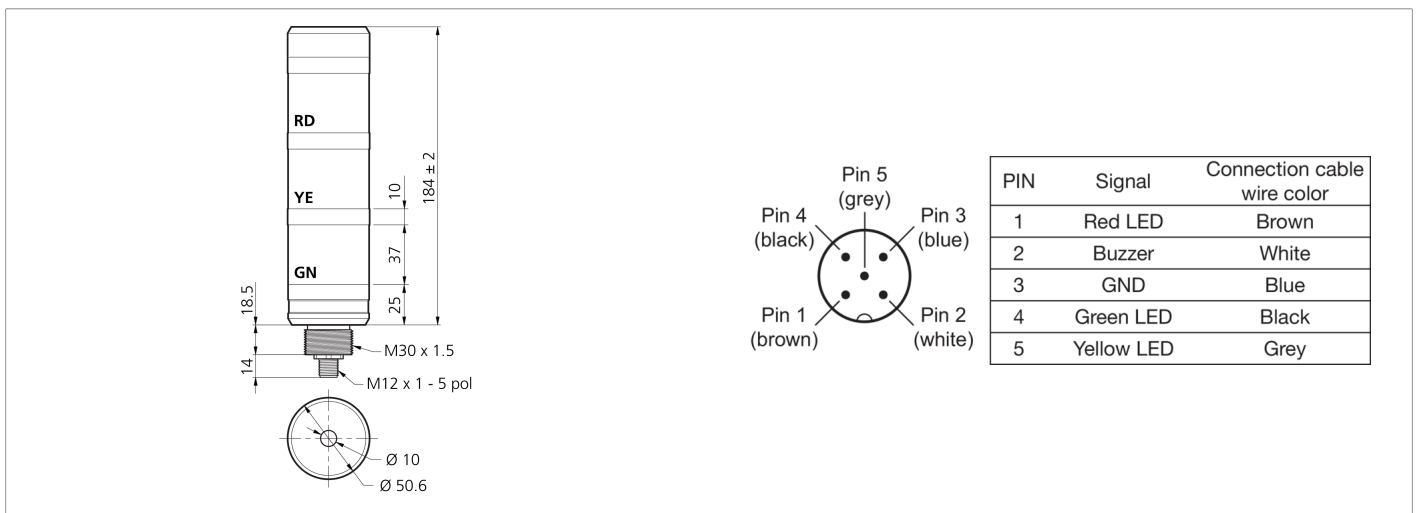 RD
YE
GN
184 ± 2
10
37
25
18.5
14
M30 x 1.5
M12 x 1 - 5 pol
Ø 10
Ø 50.6
Pin 5
(grey)
Pin 4
(black)
Pin 3
(blue)
Pin 1
(brown)
Pin 2
(white)
PIN Signal Connection cable
wire color
1 Red LED Brown
2 Buzzer White
3 GND Blue
4 Green LED Black
5 Yellow LED Grey